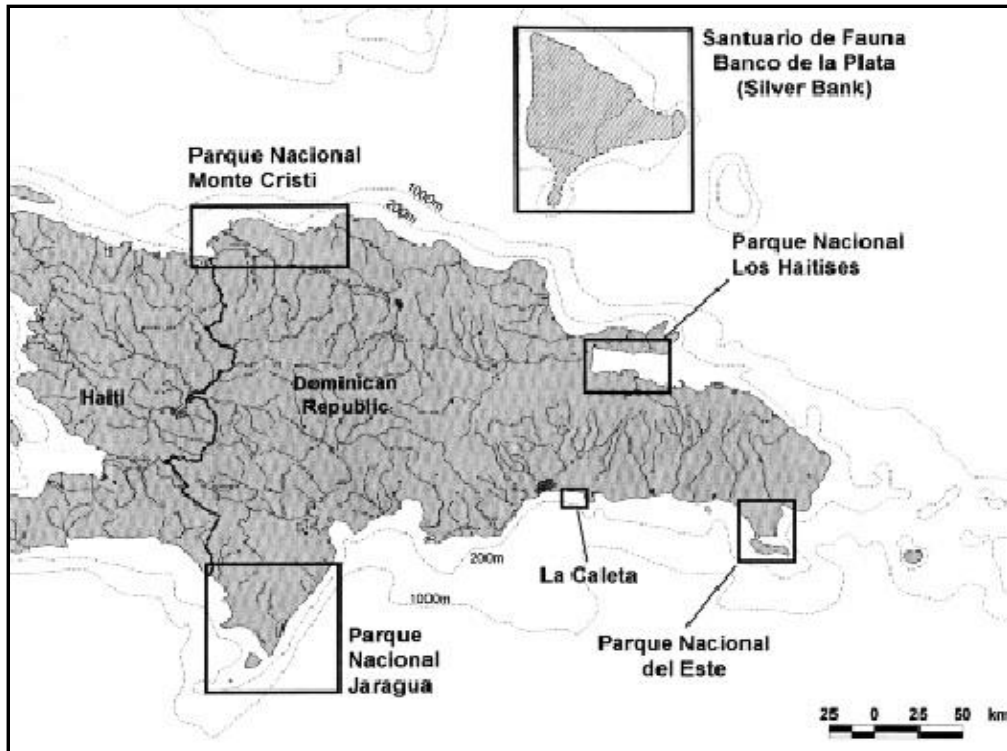 Santuario de Fauna
Banco de la Plata
(Silver Bank)
Parque Nacional
Monte Cristi
1000m
200m
Parque Nacional
Los Haitises
Haiti
Dominican
Republic
200m
La Caleta
1000m
Parque
Nacional
Jaragua
Parque Nacional
del Este
25 0 25 50 km